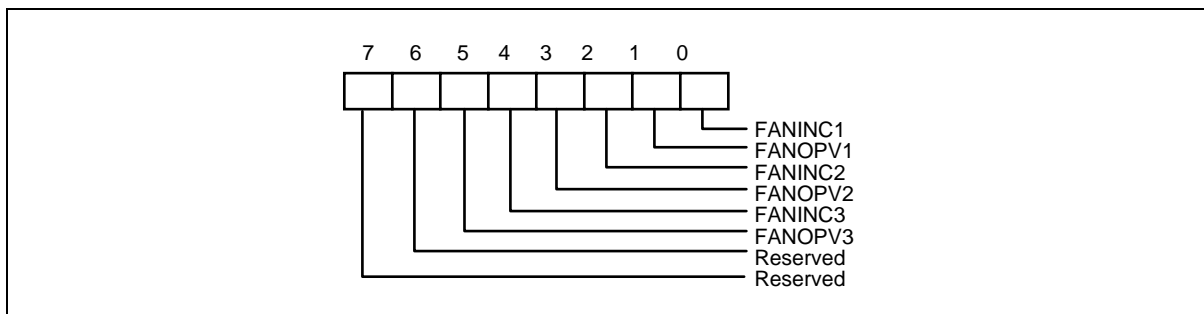 7 6 5 4 3 2 1 0
FANINC1
FANOPV1
FANINC2
FANOPV2
FANINC3
FANOPV3
Reserved
Reserved